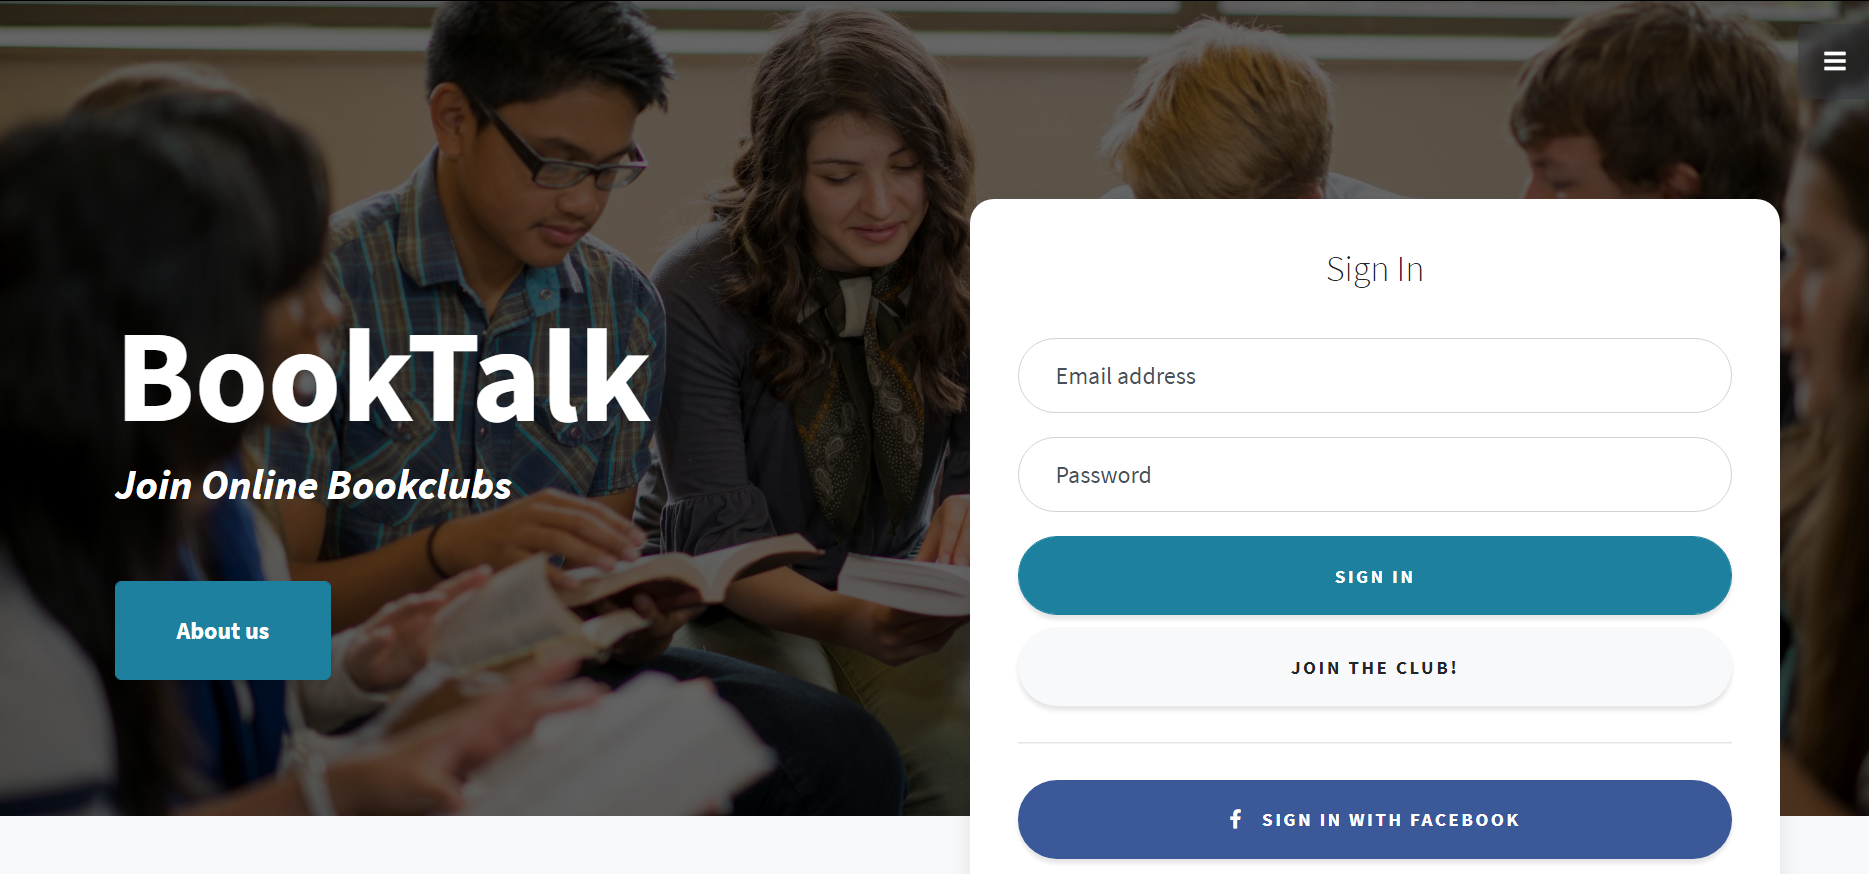 BookTalk
Join Online Bookclubs
About us
Sign In
Email address
Password
SIGN IN
JOIN THE CLUB!
SIGN IN WITH FACEBOOK